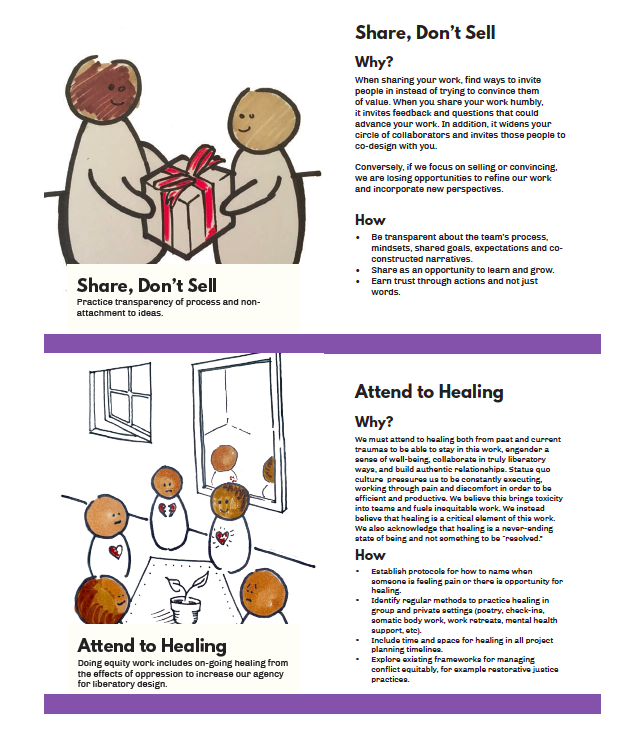 Share, Don't Sell
Practice transparency of process and non-
attachment to ideas.
Share, Don't Sell
Why?
When sharing your work, find ways to invite
people in instead of trying to convince them
of value. When you share your work humbly,
it invites feedback and questions that could
advance your work. In addition, it widens your
circle of collaborators and invites those people to
co-design with you.
Conversely, if we focus on selling or convincing,
we are losing opportunities to refine our work
and incorporate new perspectives.
How
• Be transparent about the team's process,
mindsets, shared goals, expectations and co-
constructed narratives.
• Share as an opportunity to learn and grow.
• Earn trust through actions and not just
words.
Attend to Healing
Doing equity work includes on-going healing from
the effects of oppression to increase our agency
for liberatory design.
Attend to Healing
Why?
We must attend to healing both from past and current
traumas to be able to stay in this work, engender a
sense of well-being, collaborate in truly liberatory
ways, and build authentic relationships. Status quo
culture pressures us to be constantly executing,
working through pain and discomfort in order to be
efficient and productive. We believe this brings toxicity
into teams and fuels inequitable work. We instead
believe that healing is a critical element of this work.
We also acknowledge that healing is a never-ending
state of being and not something to be "resolved."
How
• Establish protocols for how to name when
someone is feeling pain or there is opportunity for
healing.
• Identify regular methods to practice healing in
group and private settings (poetry, check-ins,
somatic body work, work retreats, mental health
support, etc).
• Include time and space for healing in all project
planning timelines.
• Explore existing frameworks for managing
conflict equitably, for example restorative justice
practices.